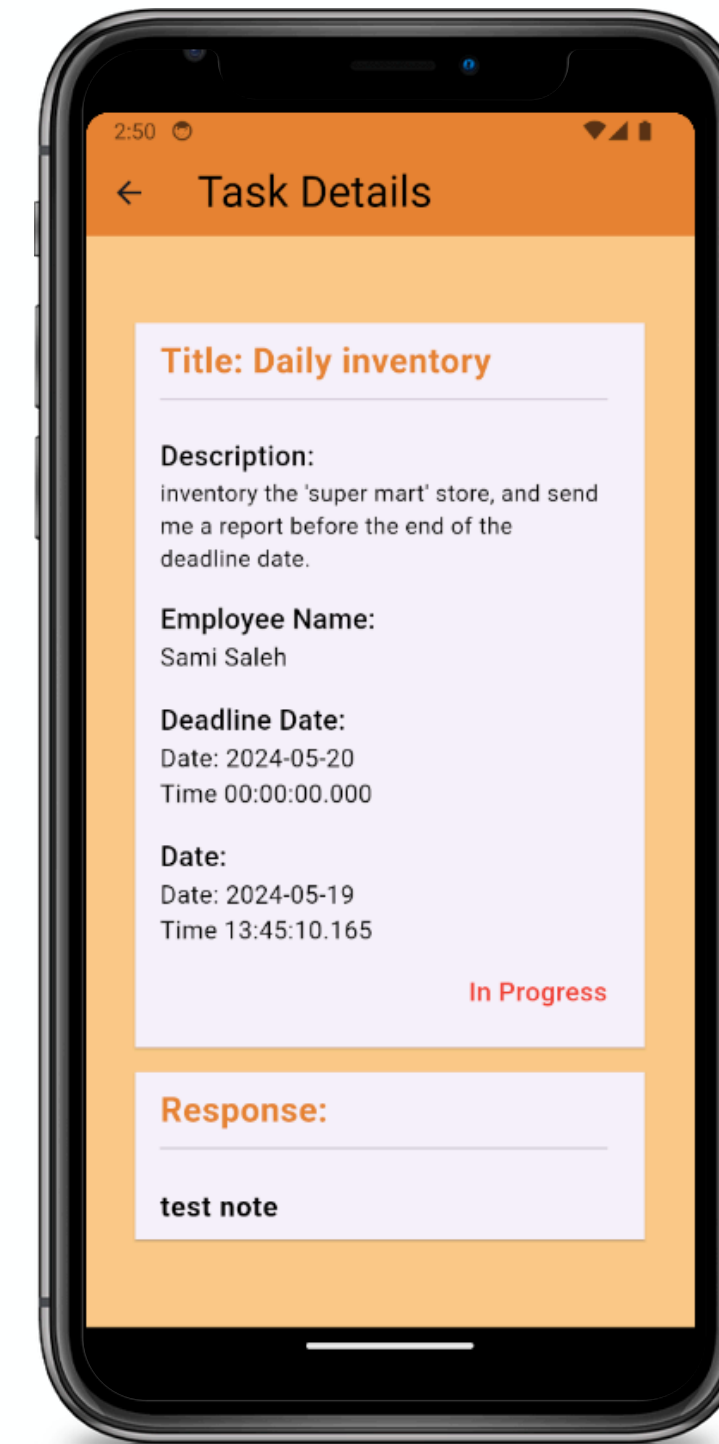 2:50
Task Details
Title: Daily inventory
Description:
inventory the 'super mart' store, and send
me a report before the end of the
deadline date.
Employee Name:
Sami Saleh
Deadline Date:
Date: 2024-05-20
Time 00:00:00.000
Date:
Date: 2024-05-19
Time 13:45:10.165
In Progress
Response:
test note